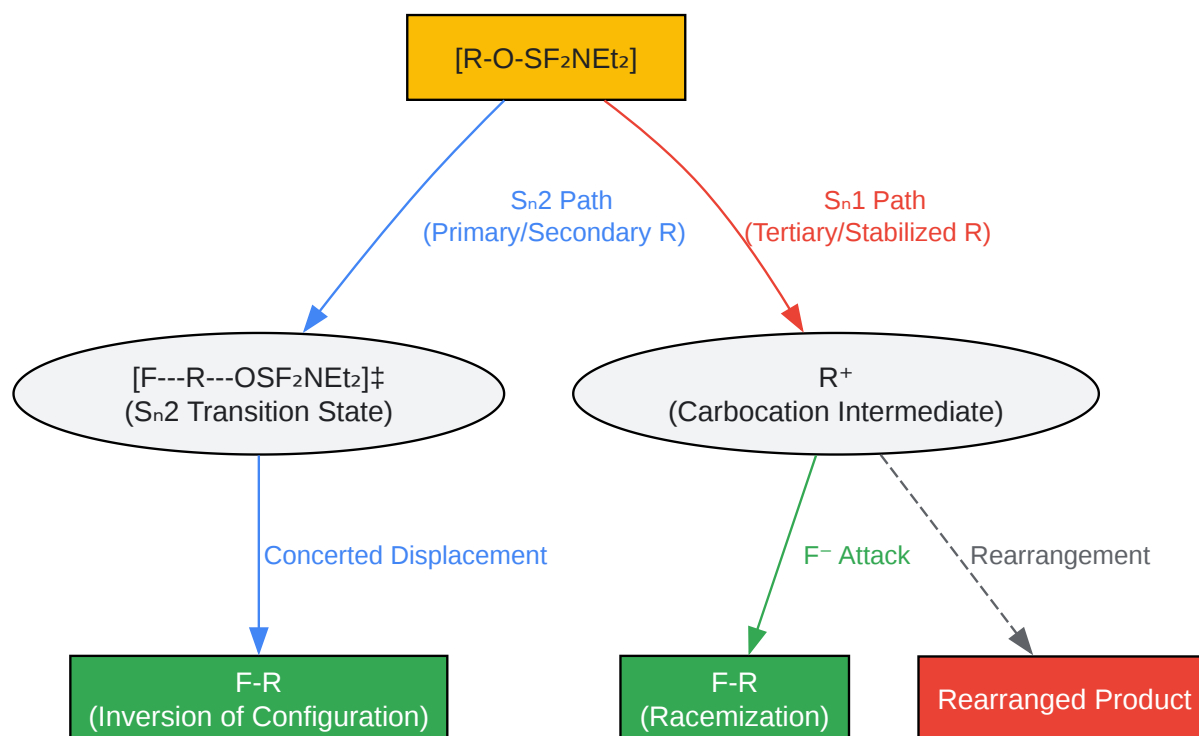 [R-O-SF₂NEt₂]
Sₙ2 Path
(Primary/Secondary R)
Sₙ1 Path
(Tertiary/Stabilized R)
[F---R---OSF₂NEt₂]‡
(Sₙ2 Transition State)
R⁺
(Carbocation Intermediate)
Concerted Displacement
F⁻ Attack
Rearrangement
F-R
(Inversion of Configuration)
F-R
(Racemization)
Rearranged Product